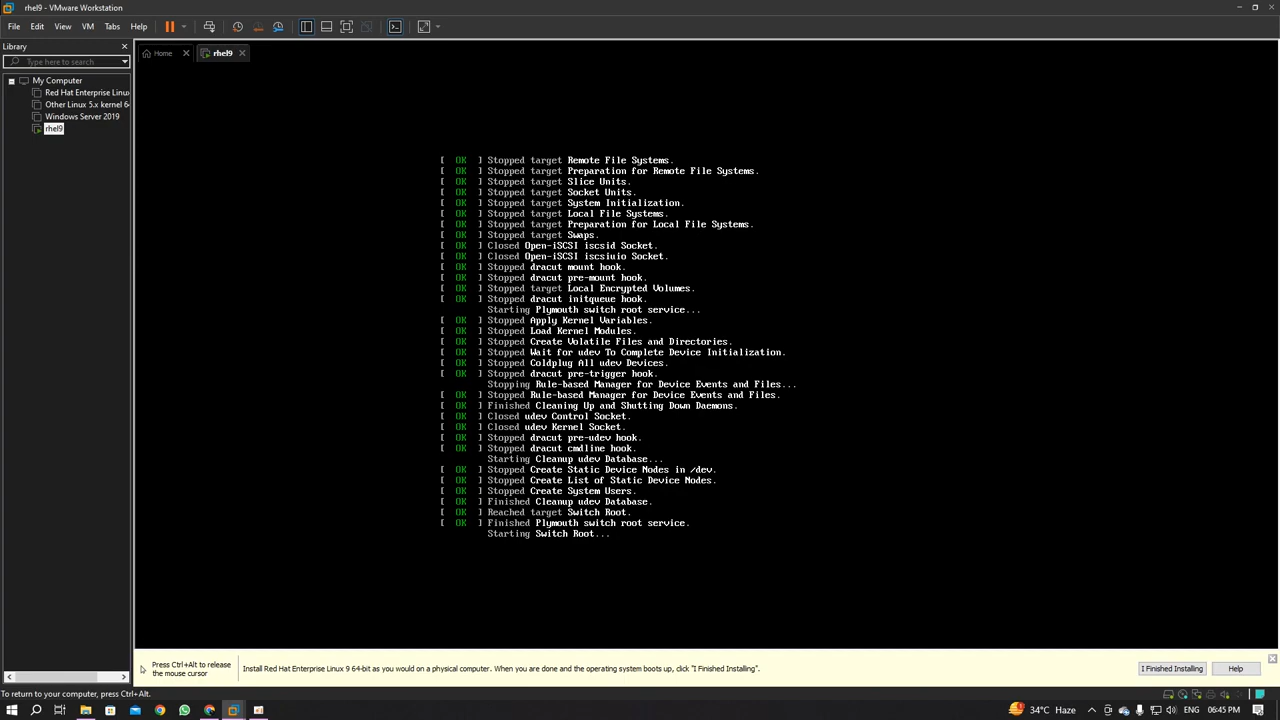 rhel9 - VMware Workstation
File Edit View VM Tabs Help
Library
Home
rhel9
Type here to search
My Computer
Red Hat Enterprise Linux
Other Linux 5.x kernel 6
Windows Server 2019
rhel9
[ OK ] Stopped target Remote File Systems.
[ OK ] Stopped target Preparation for Remote File Systems.
[ OK ] Stopped target Slice Units.
[ OK ] Stopped target Socket Units.
[ OK ] Stopped target System Initialization.
[ OK ] Stopped target Local File Systems.
[ OK ] Stopped target Preparation for Local File Systems.
[ OK ] Stopped target Swaps.
[ OK ] Closed Open-iSCSI iscsid Socket.
[ OK ] Closed Open-iSCSI iscsiuio Socket.
[ OK ] Stopped dracut mount hook.
[ OK ] Stopped dracut pre-mount hook.
[ OK ] Stopped target Local Encrypted Volumes.
[ OK ] Stopped dracut initqueue hook.
Starting Plymouth switch root service...
[ OK ] Stopped Apply Kernel Variables.
[ OK ] Stopped Load Kernel Modules.
[ OK ] Stopped Create Volatile Files and Directories.
[ OK ] Stopped Wait for udev To Complete Device Initialization.
[ OK ] Stopped Coldplug All udev Devices.
[ OK ] Stopped dracut pre-trigger hook.
Stopping Rule-based Manager for Device Events and Files...
[ OK ] Stopped Rule-based Manager for Device Events and Files.
[ OK ] Finished Cleaning Up and Shutting Down Daemons.
[ OK ] Closed udev Control Socket.
[ OK ] Closed udev Kernel Socket.
[ OK ] Stopped dracut pre-udev hook.
[ OK ] Stopped dracut cmdline hook.
Starting Cleanup udev Database...
[ OK ] Stopped Create Static Device Nodes in /dev.
[ OK ] Stopped Create List of Static Device Nodes.
[ OK ] Stopped Create System Users.
[ OK ] Finished Cleanup udev Database.
[ OK ] Reached target Switch Root.
[ OK ] Finished Plymouth switch root service.
Starting Switch Root...
Press Ctrl+Alt to release
the mouse cursor
Install Red Hat Enterprise Linux 9 64-bit as you would on a physical computer. When you are done and the operating system boots up, click "I Finished Installing".
I Finished Installing
Help
To return to your computer, press Ctrl+Alt.
34°C Haze
ENG
06:45 PM